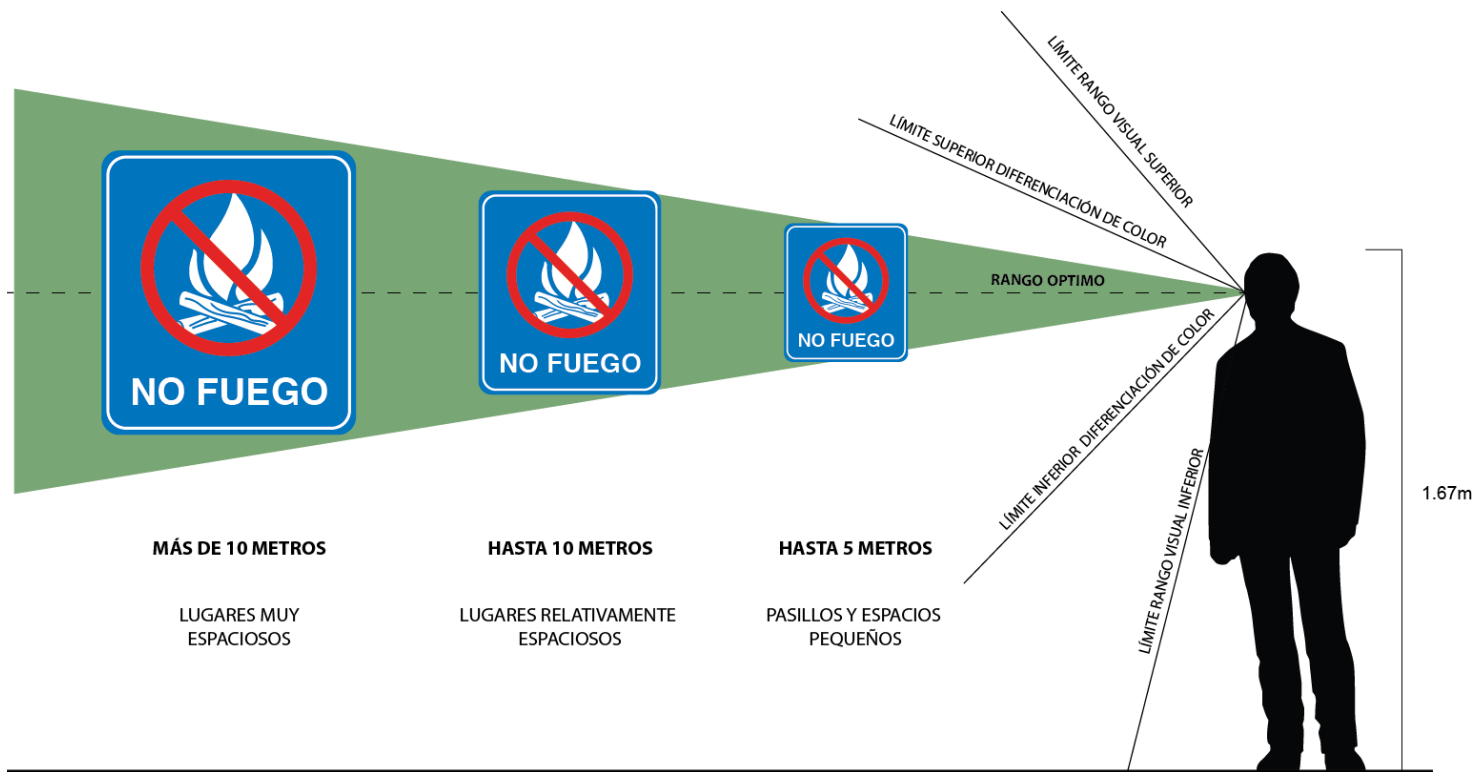 LÍMITE RANGO VISUAL SUPERIOR
LÍMITE SUPERIOR DIFERENCIACIÓN DE COLOR
RANGO OPTIMO
NO FUEGO
NO FUEGO
NO FUEGO
LÍMITE INFERIOR DIFERENCIACIÓN DE COLOR
LÍMITE RANGO VISUAL INFERIOR
1.67m
MÁS DE 10 METROS
LUGARES MUY
ESPACIOSOS
HASTA 10 METROS
LUGARES RELATIVAMENTE
ESPACIOSOS
HASTA 5 METROS
PASILLOS Y ESPACIOS
PEQUEÑOS